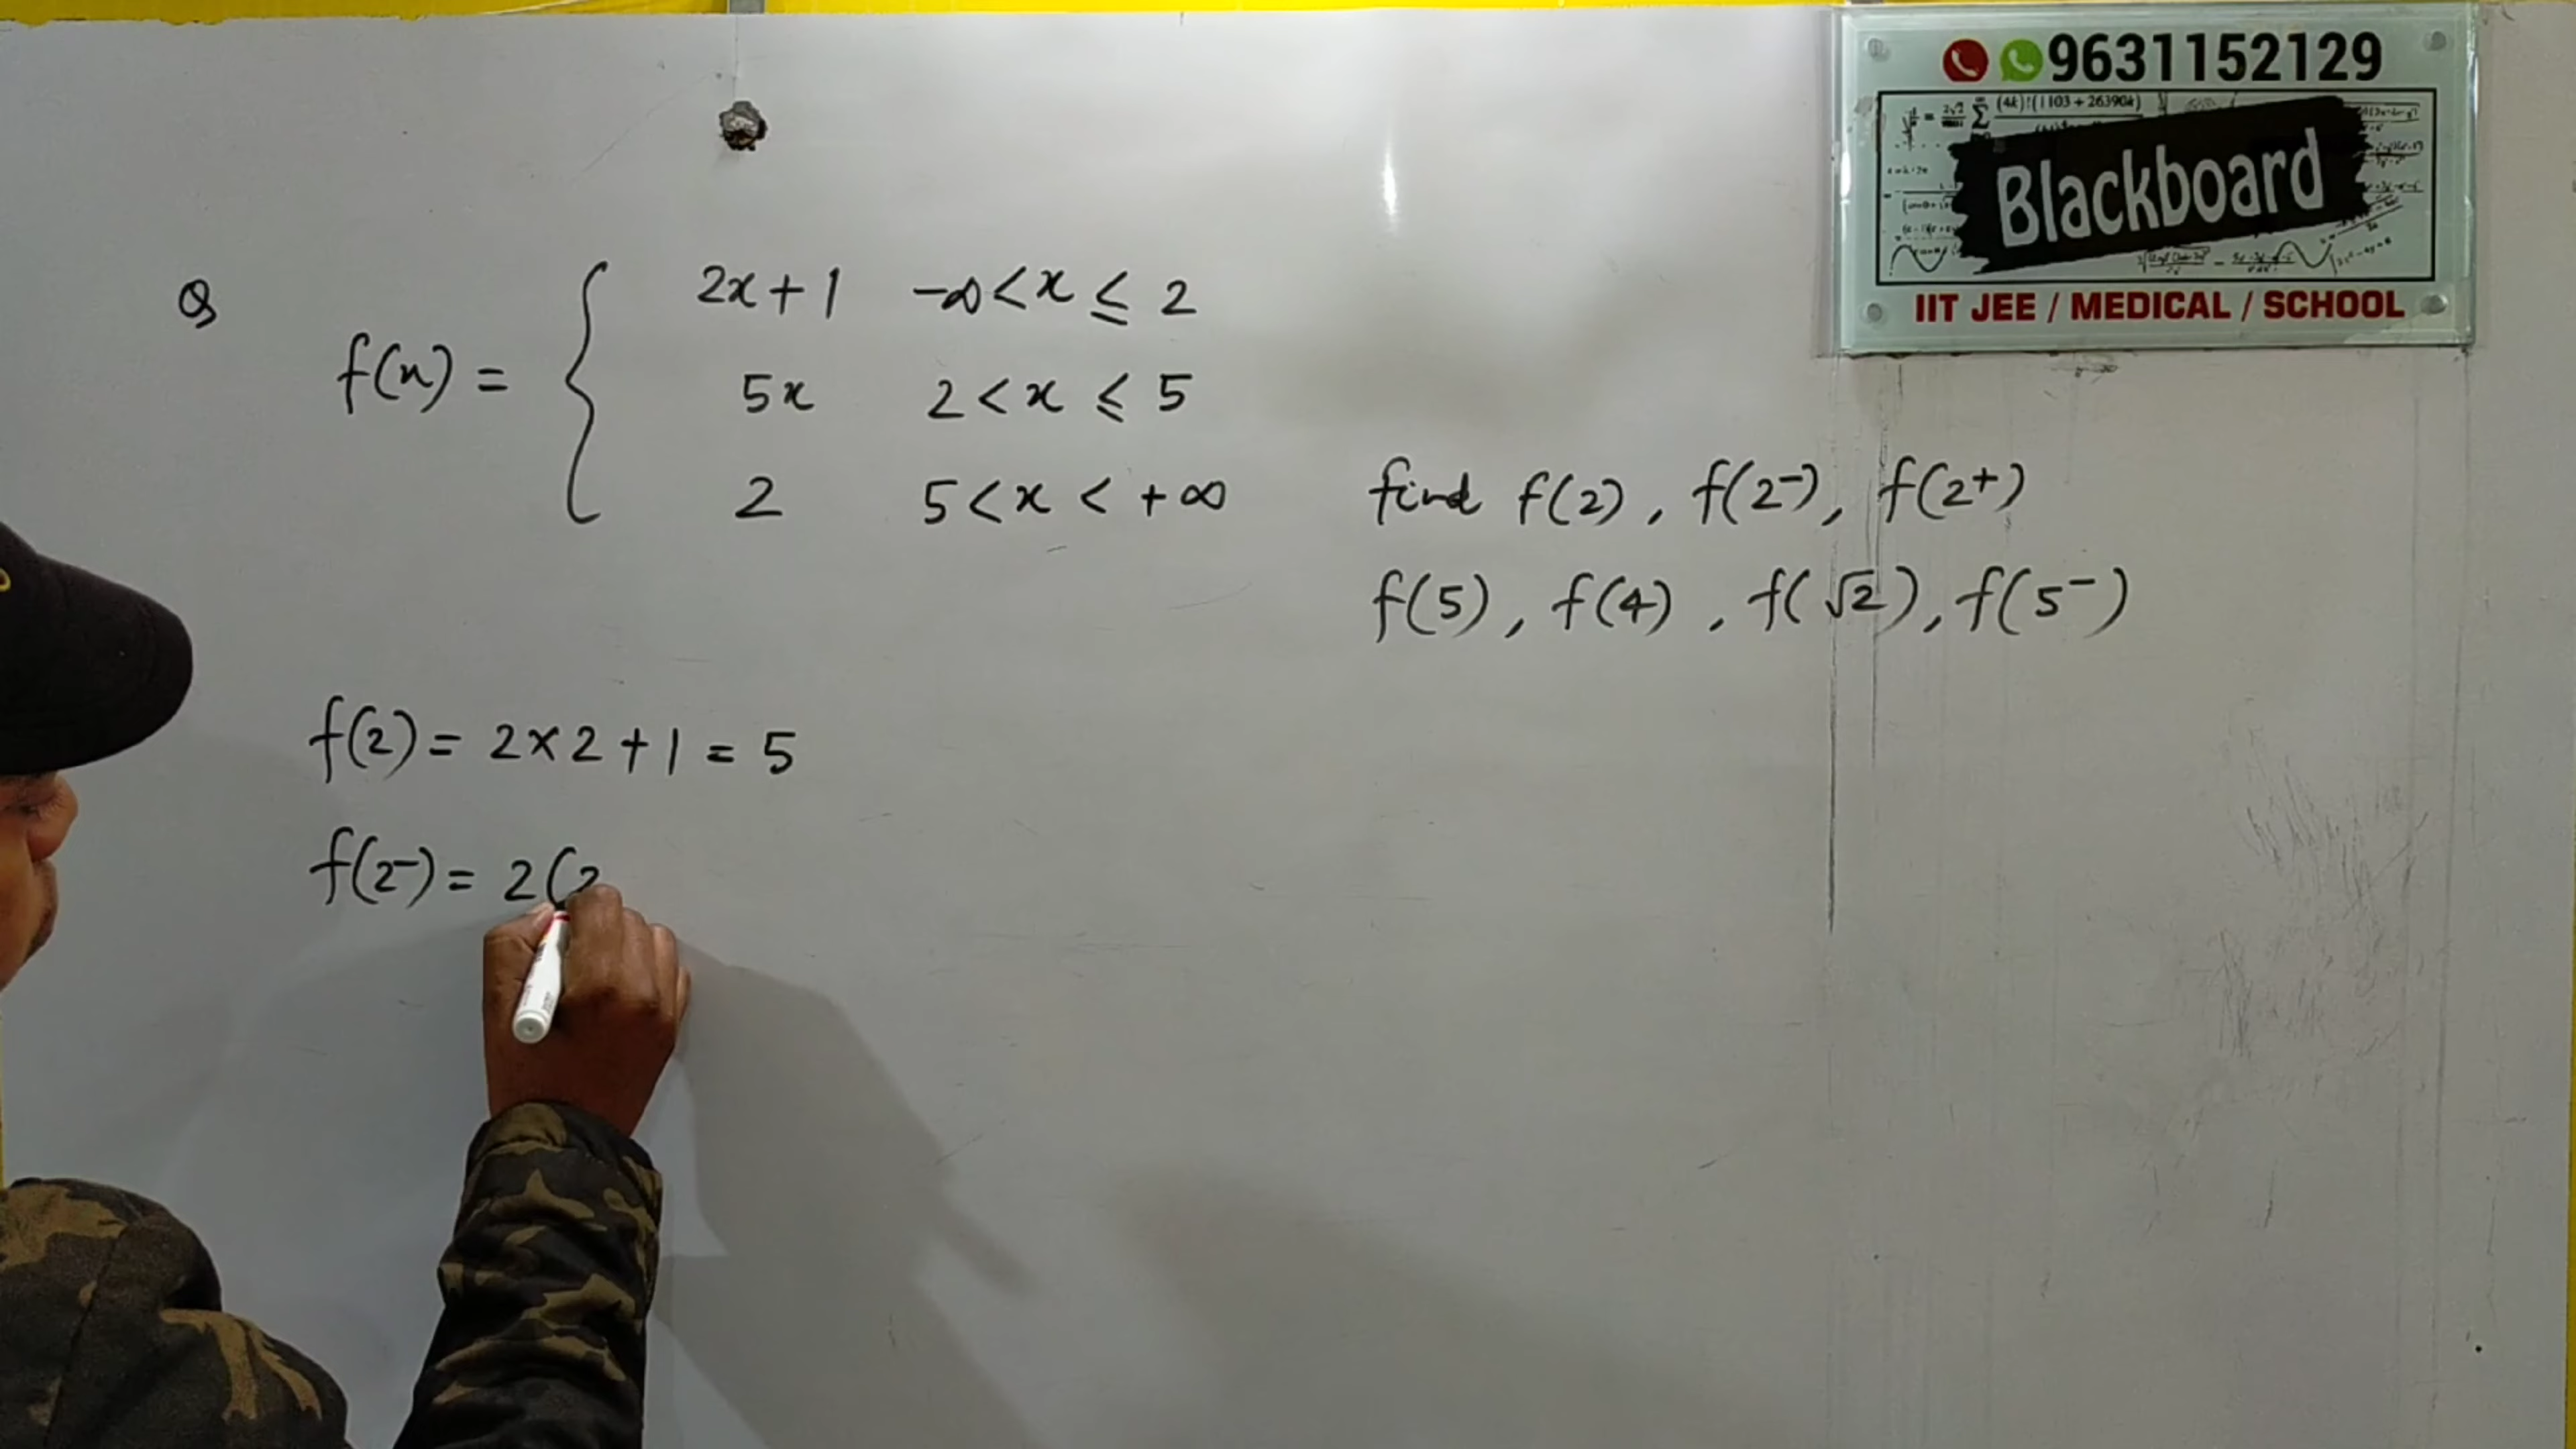 9631152129
Blackboard
IIT JEE / MEDICAL / SCHOOL
Q
f(x) = { 2x+1 -∞<x≤2
5x 2<x≤5
2 5<x<+∞
find f(2), f(2-), f(2+)
f(5), f(4), f(√2), f(5-)
f(2) = 2×2+1 = 5
f(2-) = 2(2